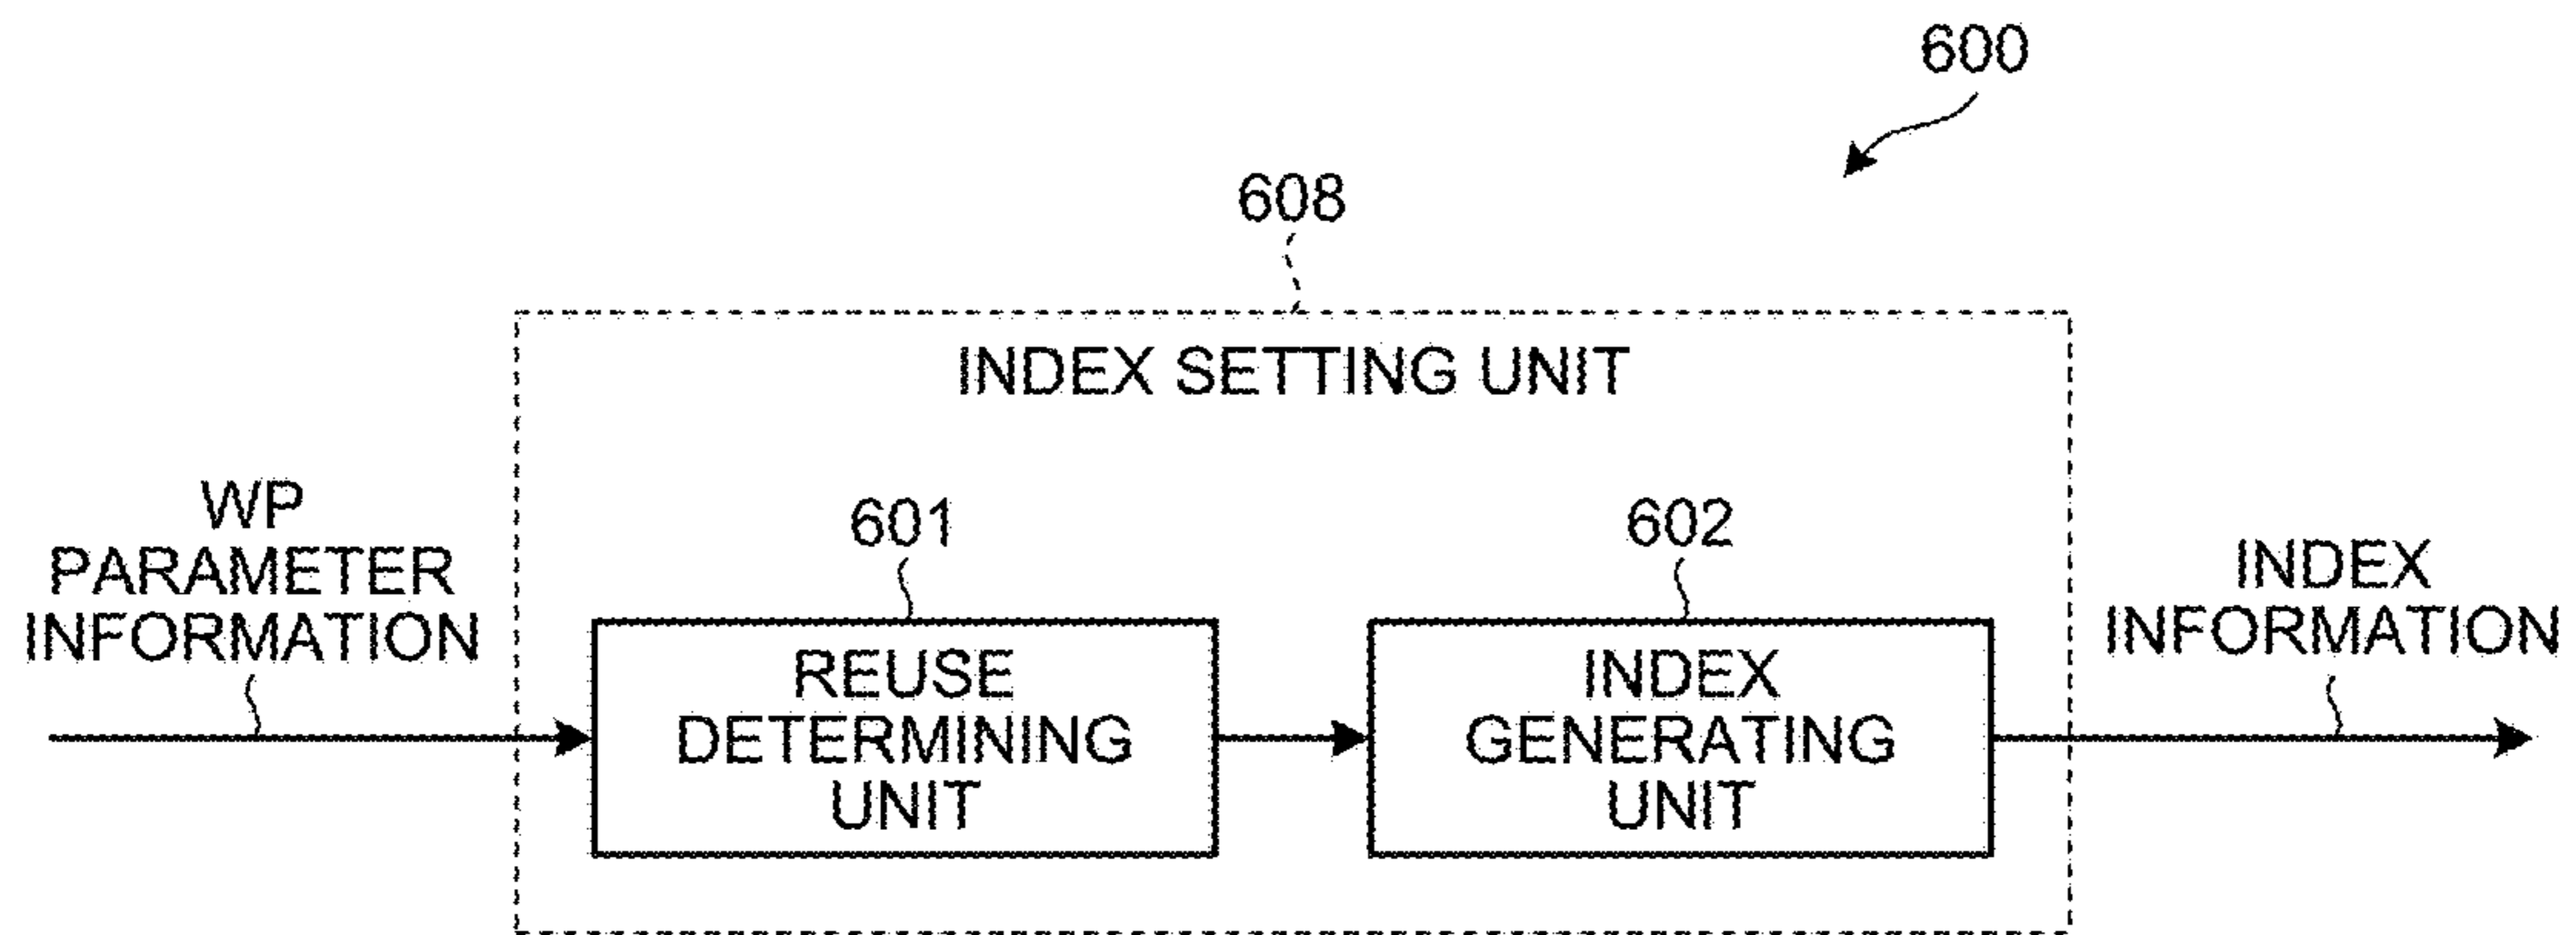 600
608
INDEX SETTING UNIT
WP
PARAMETER
INFORMATION
601
REUSE
DETERMINING
UNIT
602
INDEX
GENERATING
UNIT
INDEX
INFORMATION